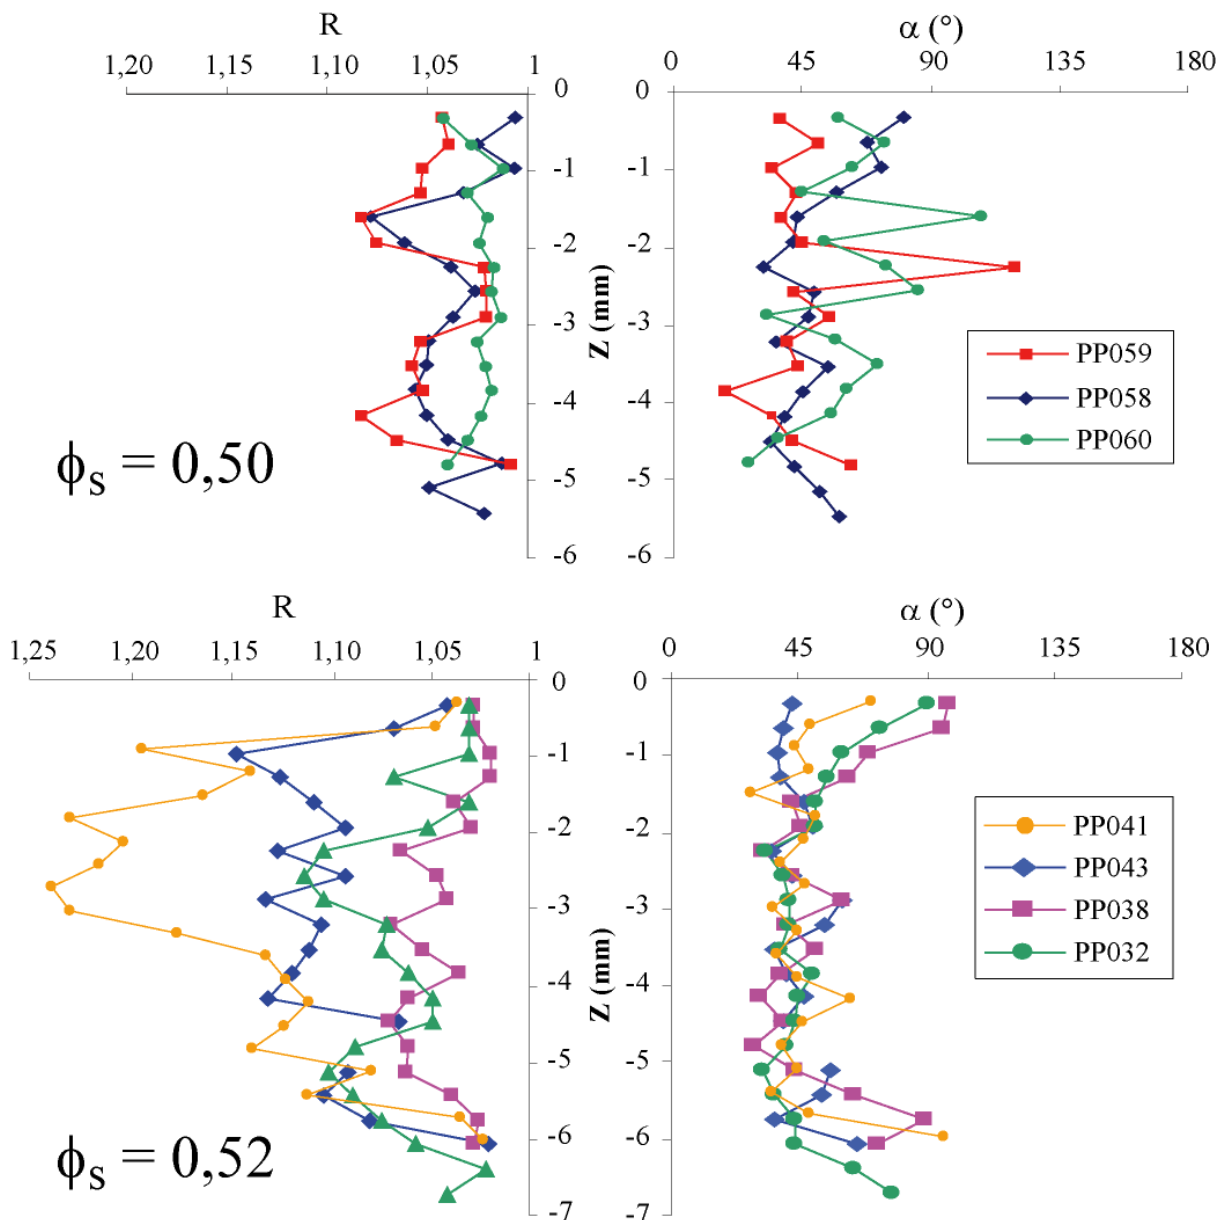 R
1,20 1,15 1,10 1,05 1
0
-1
-2
-3
-4
-5
-6
Z (mm)
α (°)
0 45 90 135 180
0
-1
-2
-3
-4
-5
-6
PP059
PP058
PP060
ϕs = 0,50
R
1,25 1,20 1,15 1,10 1,05 1
0
-1
-2
-3
-4
-5
-6
-7
Z (mm)
α (°)
0 45 90 135 180
0
-1
-2
-3
-4
-5
-6
-7
PP041
PP043
PP038
PP032
ϕs = 0,52